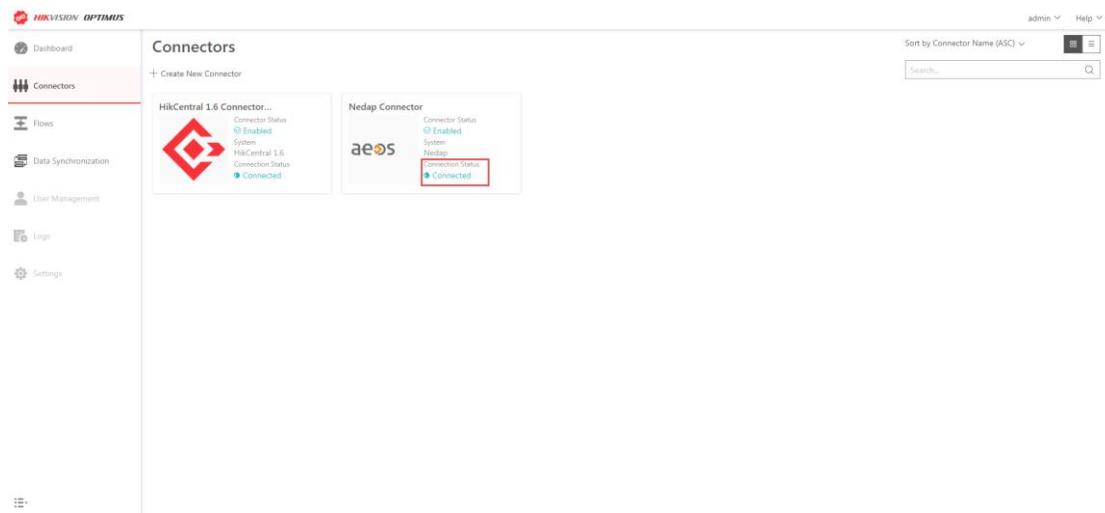 HIKVISION OPTIMUS
admin
Help
Dashboard
Connectors
Flows
Data Synchronization
User Management
Logs
Settings
Connectors
Sort by Connector Name (ASC)
+ Create New Connector
Search...
HikCentral 1.6 Connector...
Connector Status
Enabled
System
HikCentral 1.6
Connection Status
Connected
Nedap Connector
aeos
Connector Status
Enabled
System
Nedap
Connection Status
Connected